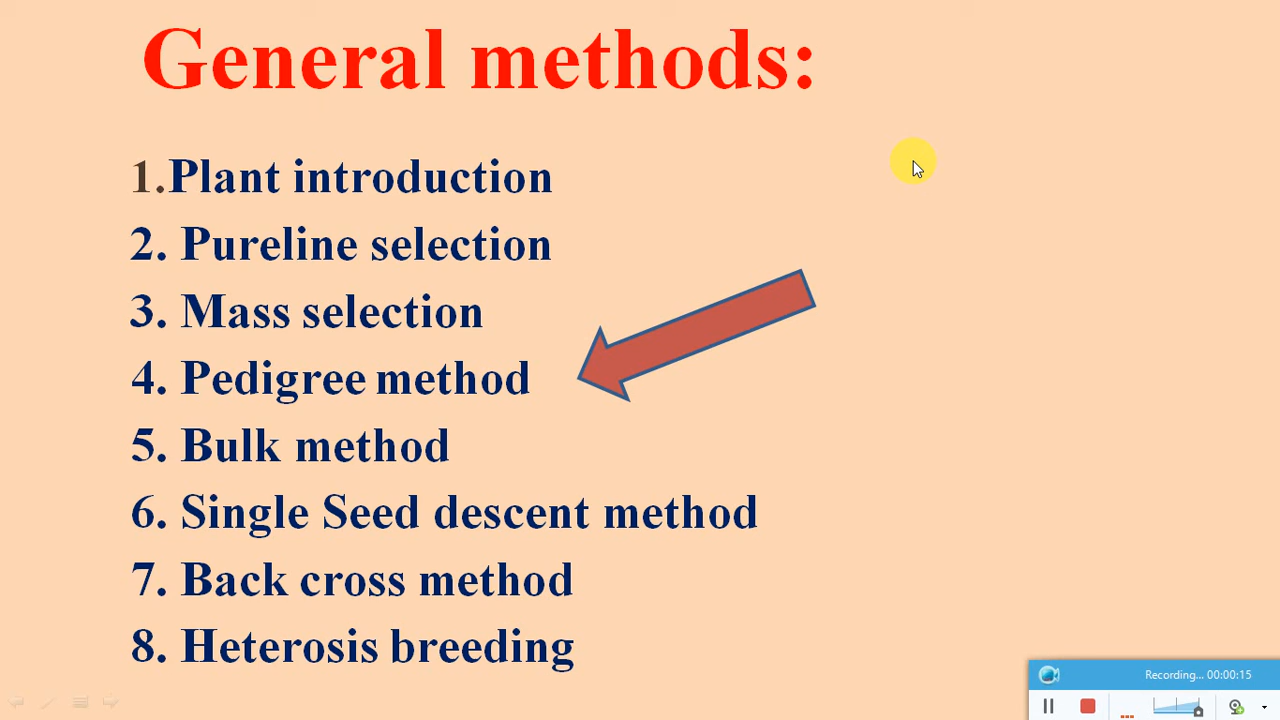 General methods:
1.Plant introduction
2. Pureline selection
3. Mass selection
4. Pedigree method
5. Bulk method
6. Single Seed descent method
7. Back cross method
8. Heterosis breeding
Recording... 00:00:15